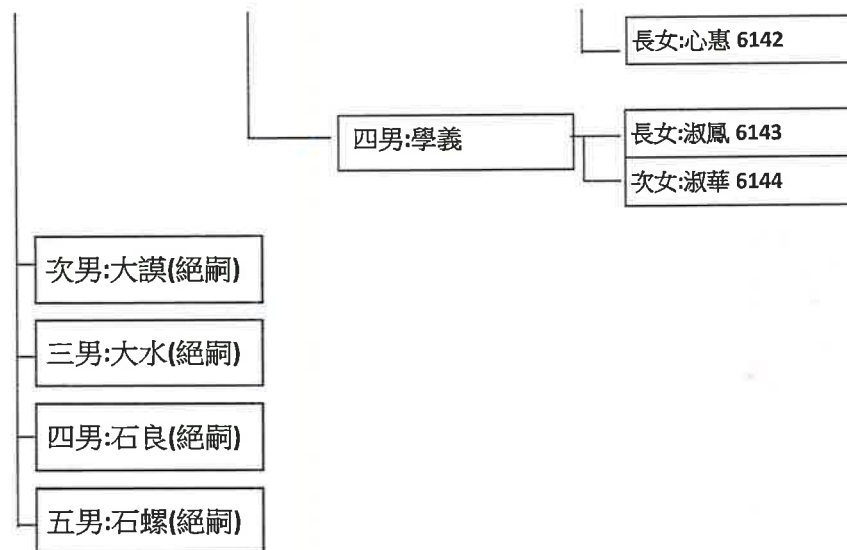 長女:心惠 6142
四男:學義
長女:淑鳳 6143
次女:淑華 6144
次男:大謨(絕嗣)
三男:大水(絕嗣)
四男:石良(絕嗣)
五男:石螺(絕嗣)